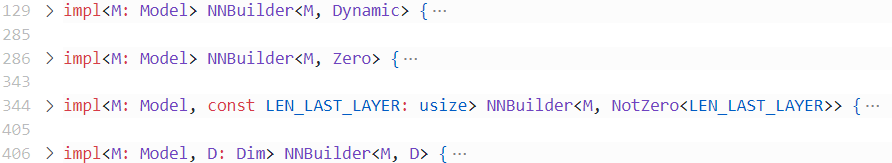 129 > impl<M: Model> NNBuilder<M, Dynamic> {···
285
286 > impl<M: Model> NNBuilder<M, Zero> {···
343
344 > impl<M: Model, const LEN_LAST_LAYER: usize> NNBuilder<M, NotZero<LEN_LAST_LAYER>> {···
405
406 > impl<M: Model, D: Dim> NNBuilder<M, D> {···